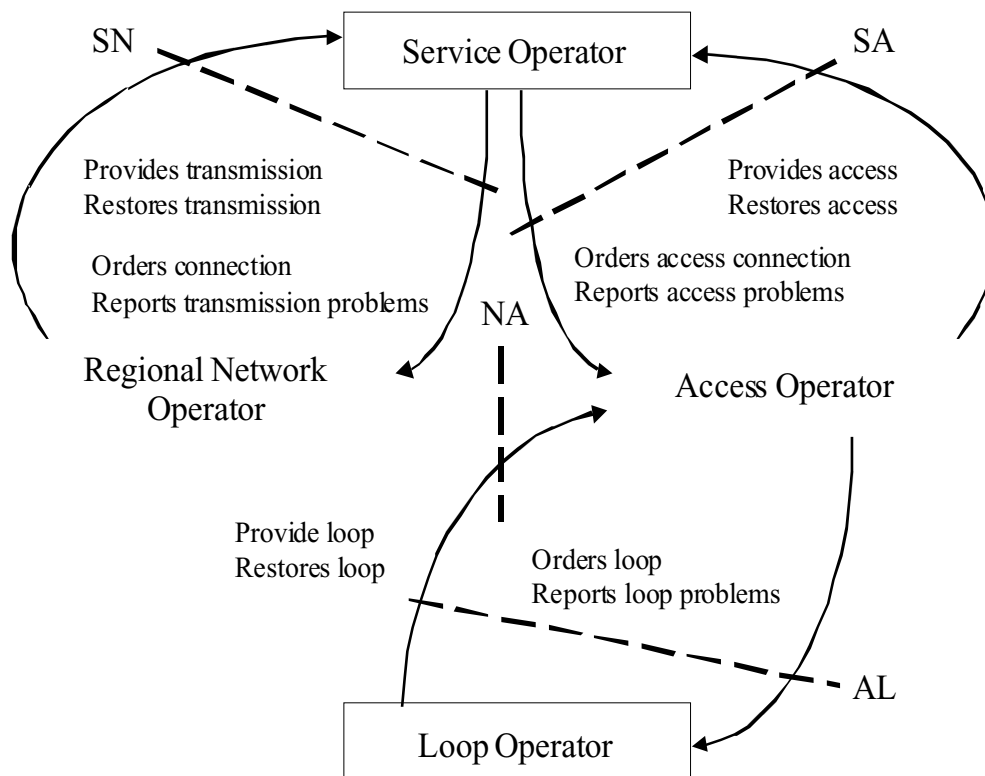 SN
Service Operator
SA
Provides transmission
Restores transmission
Provides access
Restores access
Orders connection
Reports transmission problems
Orders access connection
Reports access problems
NA
Regional Network
Operator
Access Operator
Provide loop
Restores loop
Orders loop
Reports loop problems
AL
Loop Operator